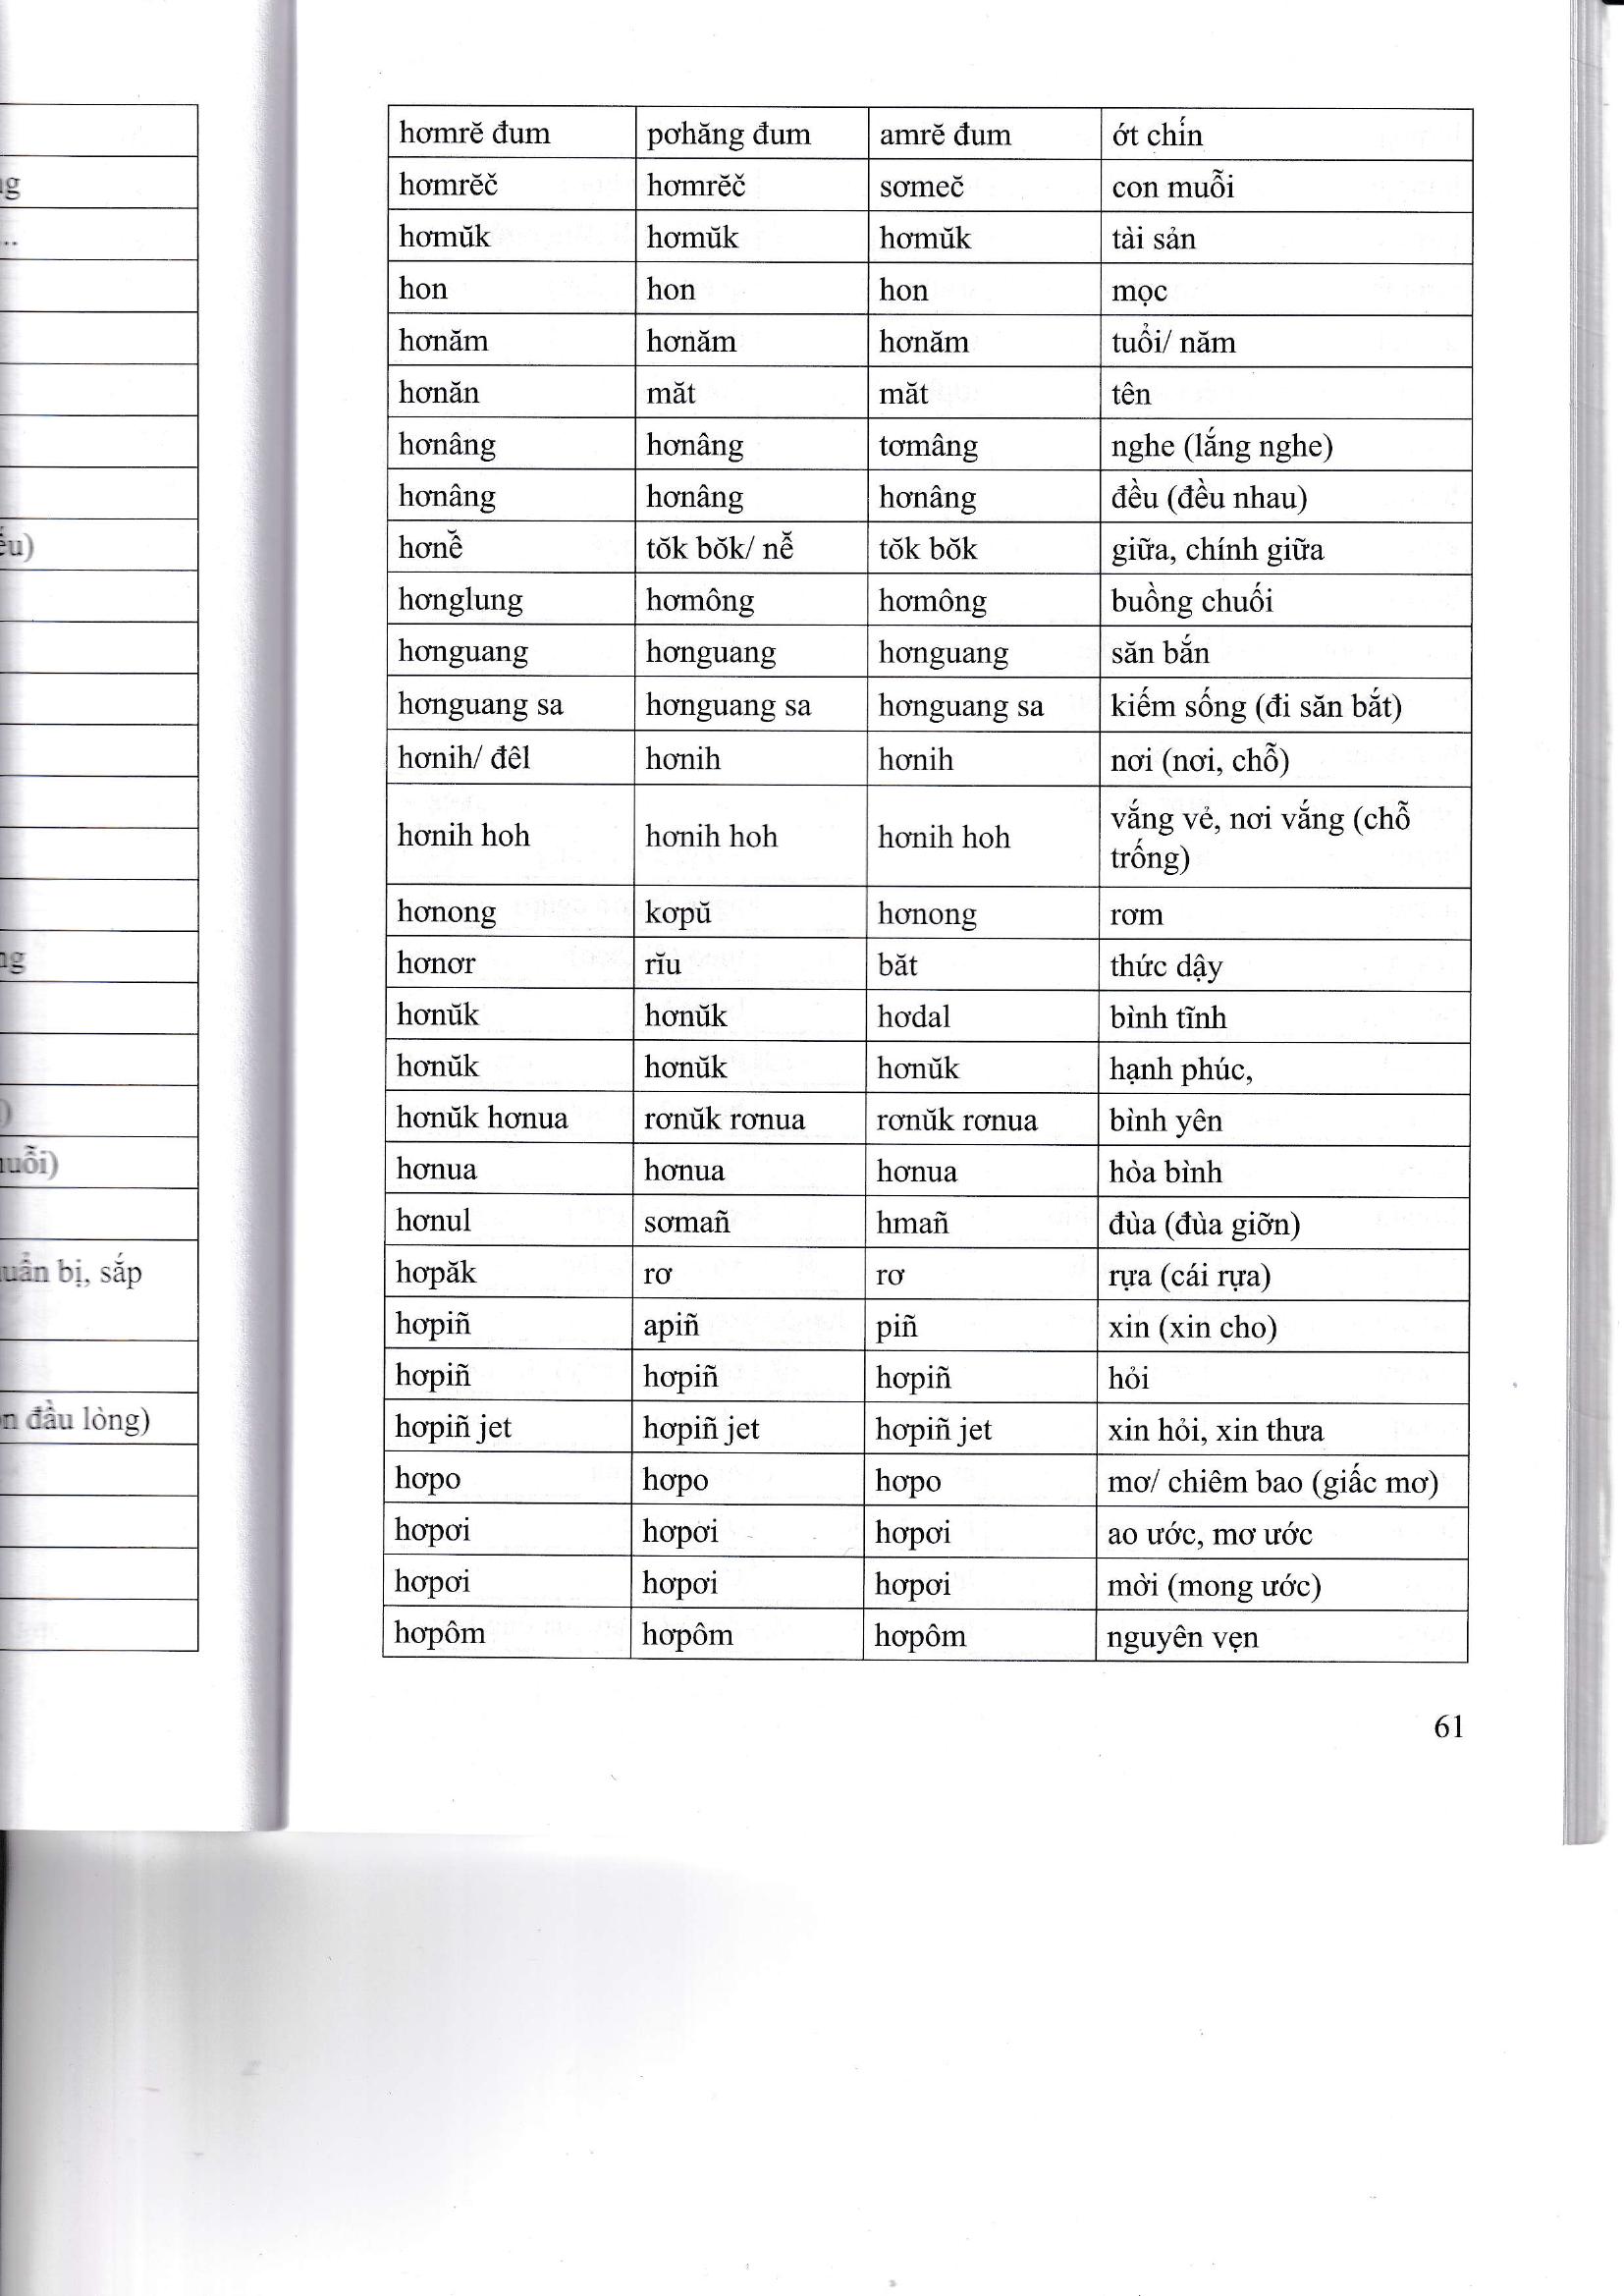 hơmrĕ đum pơhăng đum amrĕ đum ớt chín
hơmrĕč hơmrĕč sơmeč con muỗi
hơmŭk hơmŭk hơmŭk tài sản
hon hon hon mọc
hơnăm hơnăm hơnăm tuổi/ năm
hơnăn măt măt tên
hơnâng hơnâng tơmâng nghe (lắng nghe)
hơnâng hơnâng hơnâng đều (đều nhau)
hơnê̆ tŏk bŏk/ nê̆ tŏk bŏk giữa, chính giữa
hơnglung hơmông hơmông buồng chuối
hơnguang hơnguang hơnguang săn bắn
hơnguang sa hơnguang sa hơnguang sa kiếm sống (đi săn bắt)
hơnih/ đêl hơnih hơnih nơi (nơi, chỗ)
hơnih hoh hơnih hoh hơnih hoh vắng vẻ, nơi vắng (chỗ
trống)
hơnong kơpŭ hơnong rơm
hơnơr rĭu băt thức dậy
hơnŭk hơnŭk hơdal bình tĩnh
hơnŭk hơnŭk hơnŭk hạnh phúc,
hơnŭk hơnua rơnŭk rơnua rơnŭk rơnua bình yên
hơnua hơnua hơnua hòa bình
hơnul sơmañ hmañ đùa (đùa giỡn)
hơpăk rơ rơ rựa (cái rựa)
hơpiñ apiñ piñ xin (xin cho)
hơpiñ hơpiñ hơpiñ hỏi
hơpiñ jet hơpiñ jet hơpiñ jet xin hỏi, xin thưa
hơpo hơpo hơpo mơ/ chiêm bao (giấc mơ)
hơpơi hơpơi hơpơi ao ước, mơ ước
hơpơi hơpơi hơpơi mời (mong ước)
hơpôm hơpôm hơpôm nguyên vẹn
61
bị, sắp
đầu lòng)